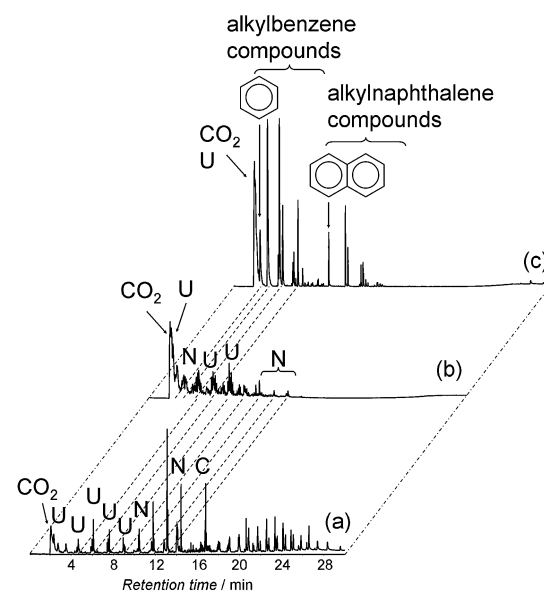 alkylbenzene
compounds
alkylnaphthalene
compounds
CO2
U
(c)
CO2 U
N U U N
(b)
CO2
U U U U U N N C
(a)
4 8 12 16 20 24 28
Retention time / min